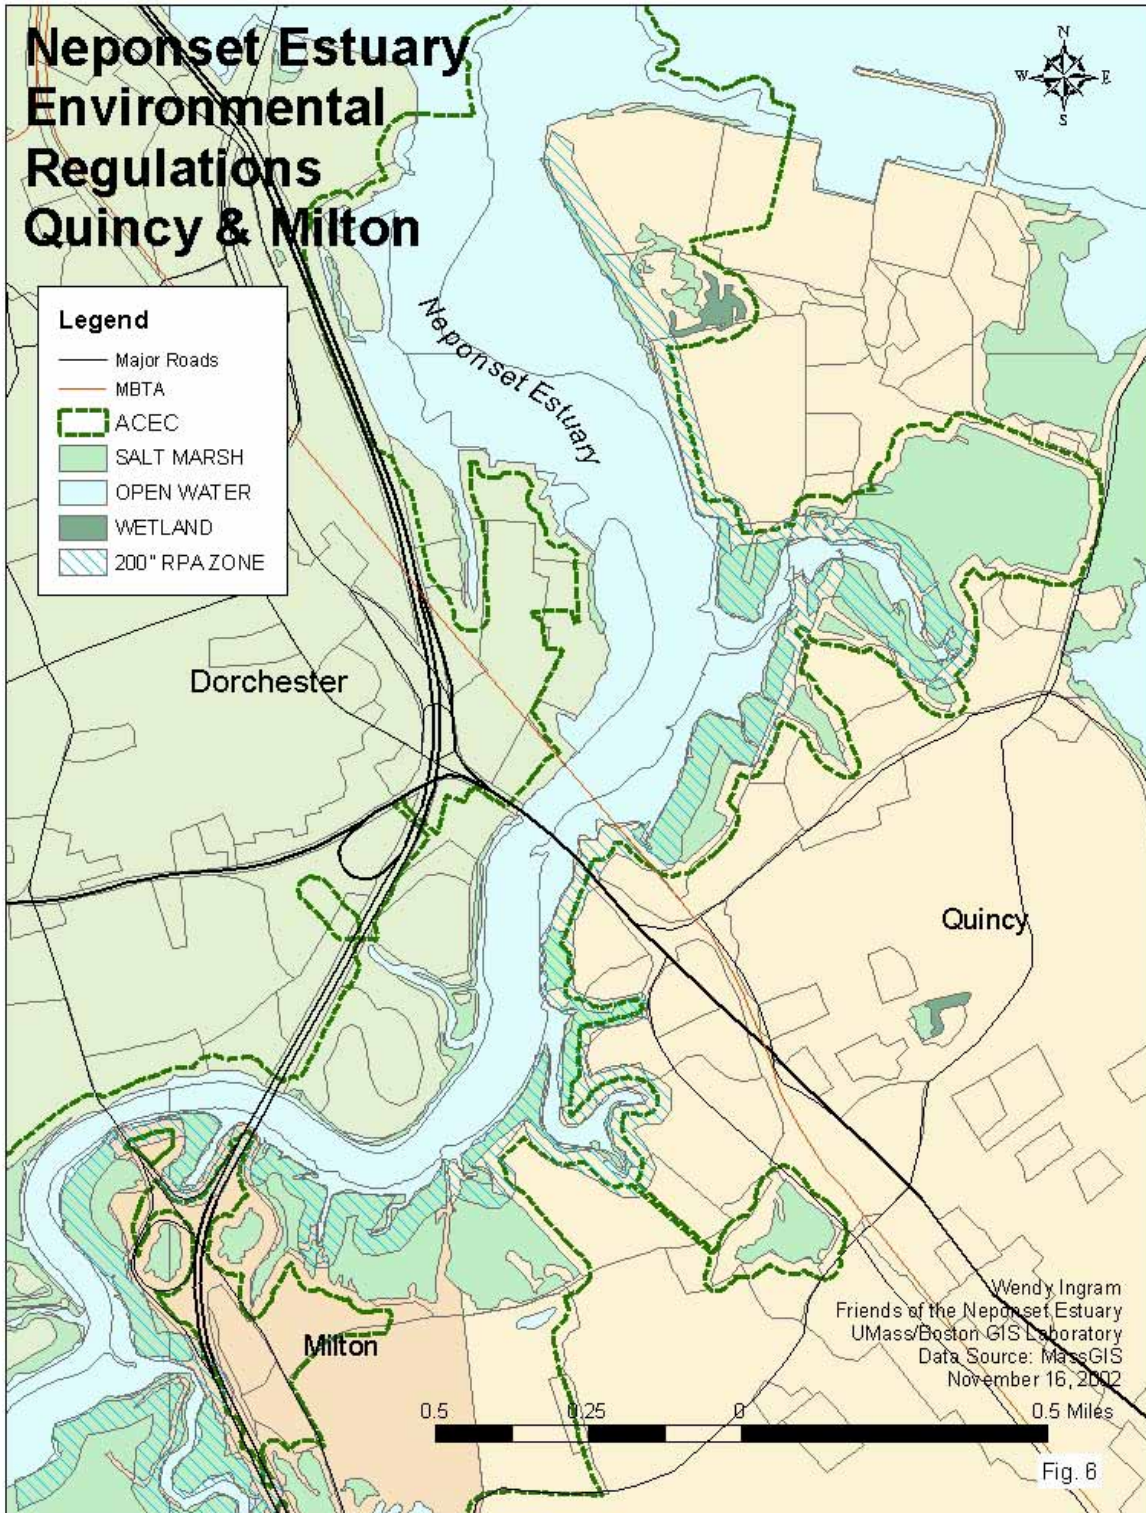 Neponset Estuary
Environmental
Regulations
Quincy & Milton
N
W E
S
Legend
Major Roads
MBTA
ACEC
SALT MARSH
OPEN WATER
WETLAND
200" RPA ZONE
Neponset Estuary
Dorchester
Quincy
Milton
Wendy Ingram
Friends of the Neponset Estuary
UMass/Boston GIS Laboratory
Data Source: MassGIS
November 16, 2002
0.5 0.25 0 0.5 Miles
Fig. 6